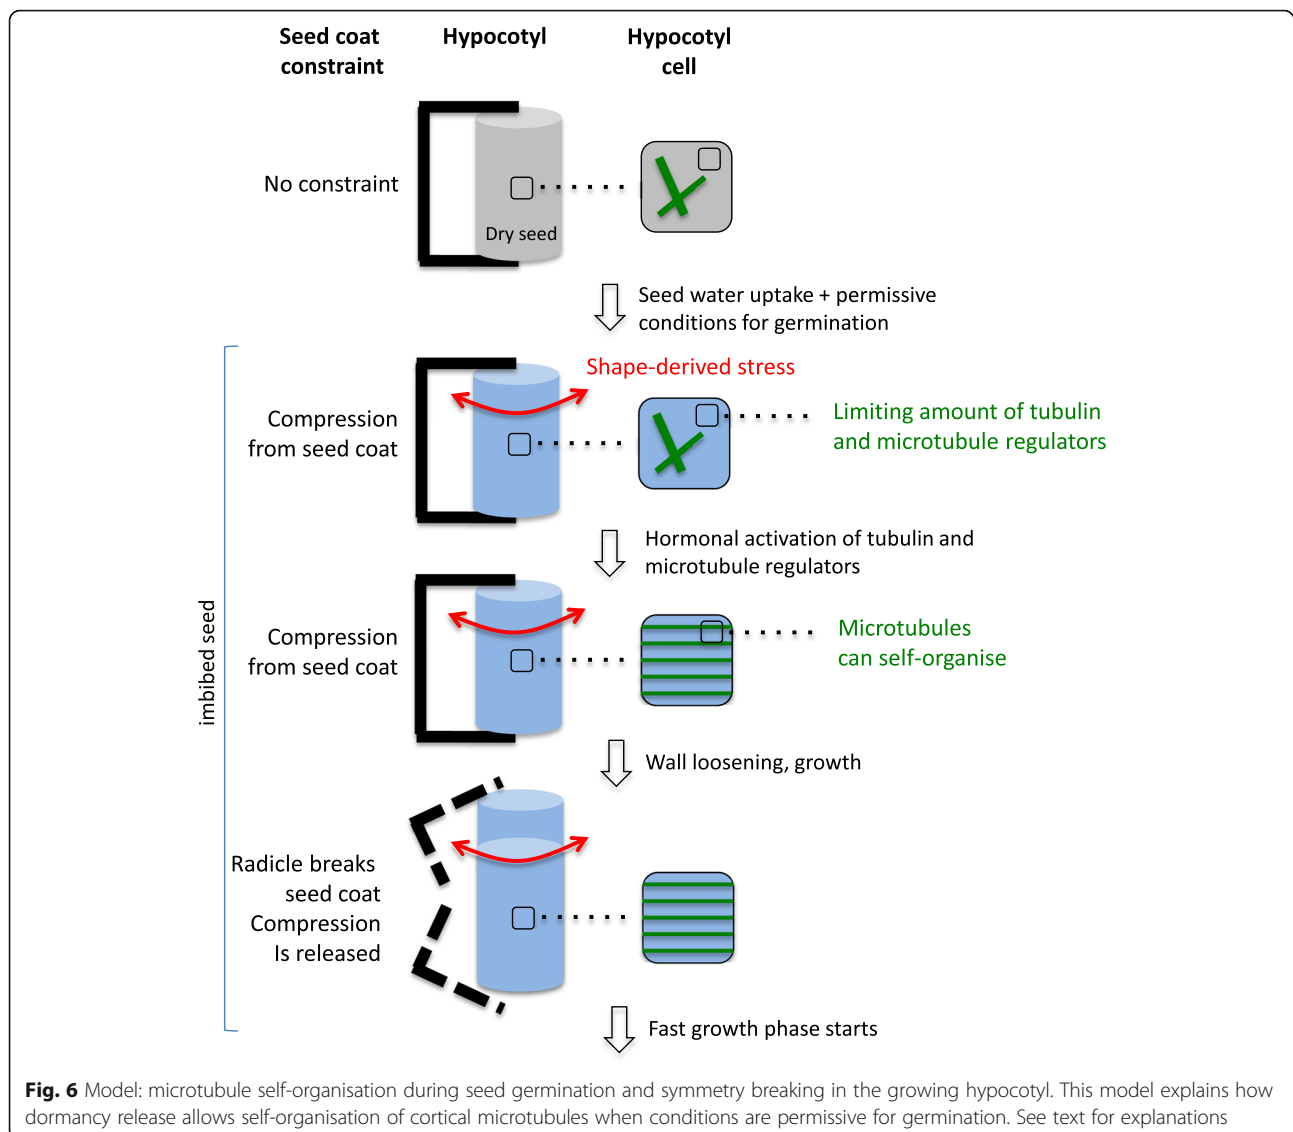 Seed coat
constraint
Hypocotyl
Hypocotyl
cell
No constraint
Dry seed
Seed water uptake + permissive
conditions for germination
imbibed seed
Compression
from seed coat
Shape-derived stress
Limiting amount of tubulin
and microtubule regulators
Hormonal activation of tubulin and
microtubule regulators
Compression
from seed coat
Microtubules
can self-organise
Wall loosening, growth
Radicle breaks
seed coat
Compression
Is released
Fast growth phase starts
Fig. 6 Model: microtubule self-organisation during seed germination and symmetry breaking in the growing hypocotyl. This model explains how
dormancy release allows self-organisation of cortical microtubules when conditions are permissive for germination. See text for explanations